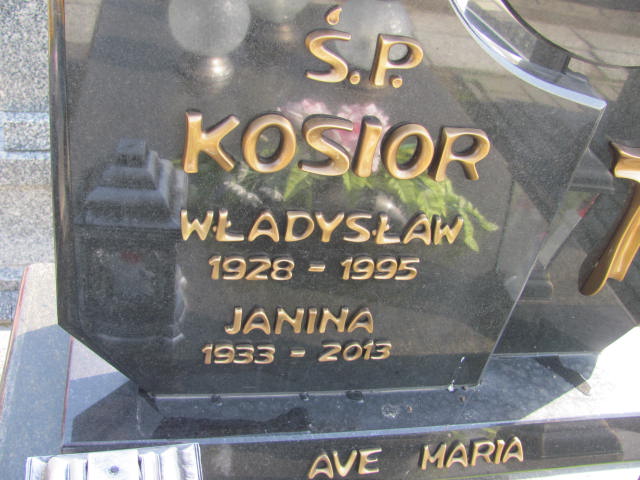 Ś.P.
KOSIOR
WŁADYSŁAW
1928 - 1995
JANINA
1933 - 2013
AVE MARIA